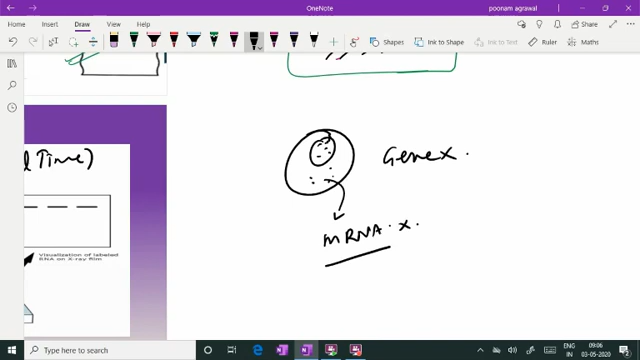 OneNote
poonam agrawal
Home Insert Draw View Help
Share
Shapes Ink to Shape Ink to Text Ruler Maths
Time)
Visualization of labeled
RNA on X-ray film
Gene X.
mRNA. x.
Type here to search
ENG
IN
09:06
03-05-2020